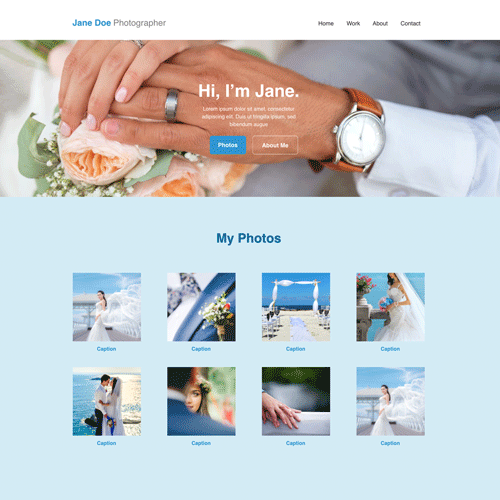 Jane Doe Photographer
Home Work About Contact
Hi, I'm Jane.
Lorem ipsum dolor sit amet, consectetur
adipiscing elit. Duis ut fringilla ipsum, sed
bibendum augue
Photos About Me
My Photos
Caption Caption Caption Caption
Caption Caption Caption Caption